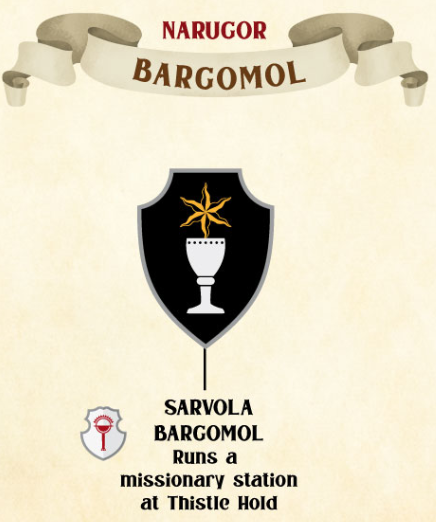 NARUGOR
BARGOMOL
SARVOLA
BARGOMOL
Runs a
missionary station
at Thistle Hold